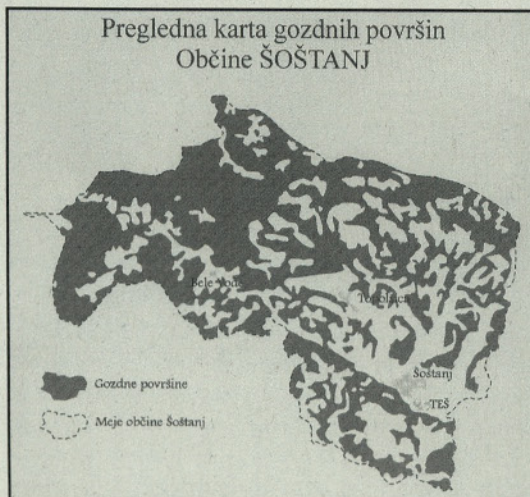 Pregledna karta gozdnih površin
Občine ŠOŠTANJ
Bele Vode
Topolšica
Šoštanj
TEŠ
Gozdne površine
Meje občine Šoštanj